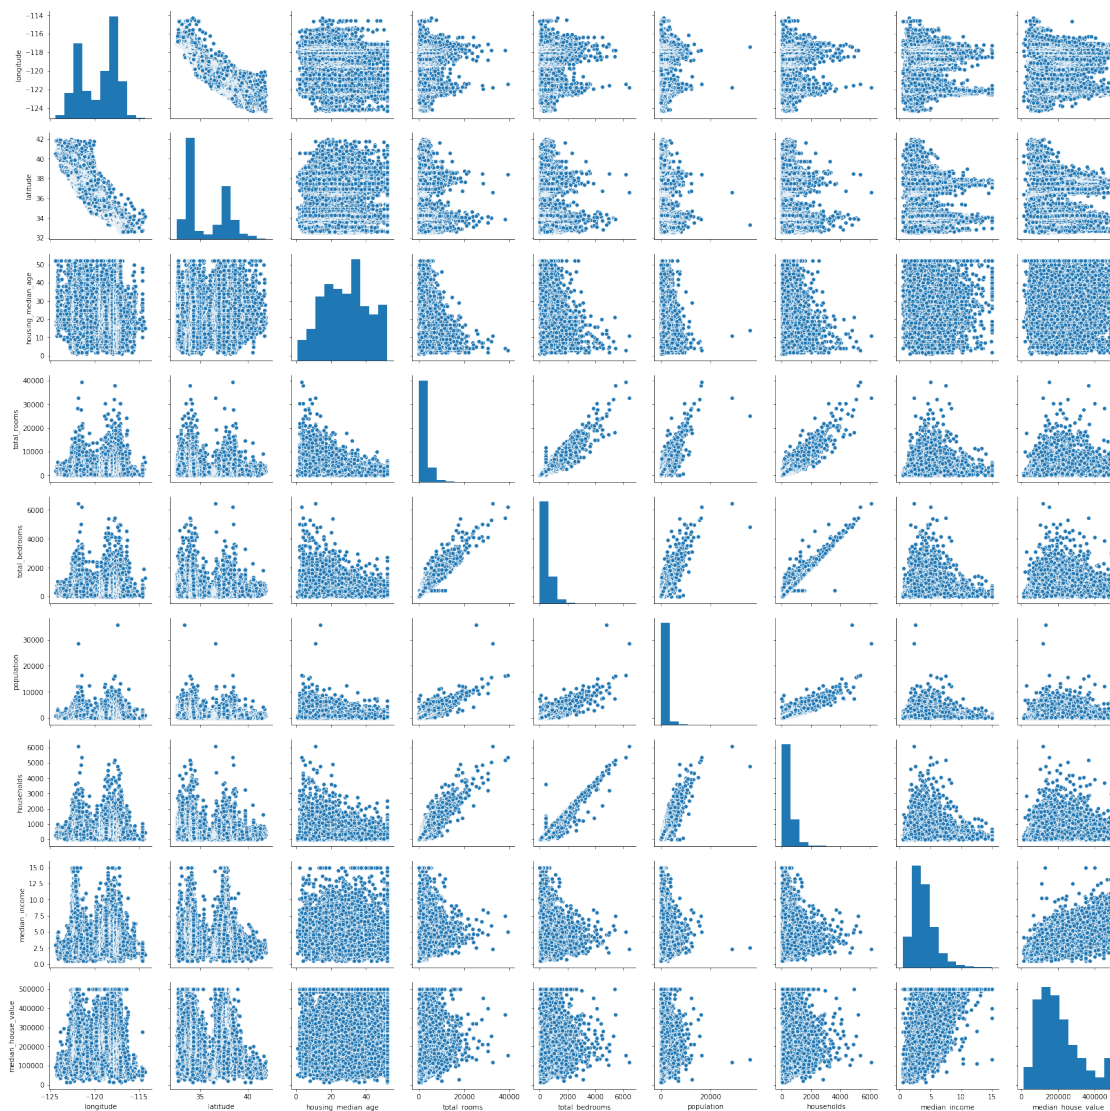 −114
−116
−118
−120
−122
−124
longitude
42
40
38
36
34
32
latitude
50
40
30
20
10
0
housing_median_age
40000
30000
20000
10000
0
total_rooms
6000
4000
2000
0
total_bedrooms
30000
20000
10000
0
population
6000
5000
4000
3000
2000
1000
0
households
15.0
12.5
10.0
7.5
5.0
2.5
0.0
median_income
500000
400000
300000
200000
100000
0
median_house_value
−125 −120 −115
longitude
35 40
latitude
0 20 40
housing_median_age
0 10000 20000 30000 40000
total_rooms
0 2000 4000 6000
total_bedrooms
0 20000
population
0 2000 4000 6000
households
0 5 10 15
median_income
0 100000 200000 300000 400000
median_house_value